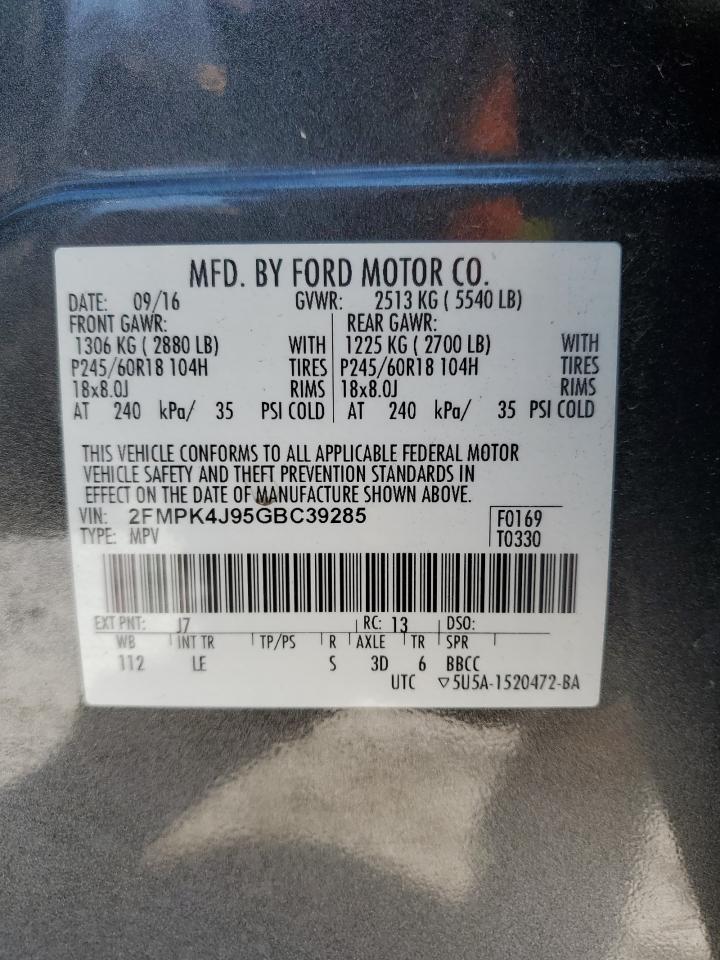 MFD. BY FORD MOTOR CO.
DATE: 09/16 GVWR: 2513 KG ( 5540 LB)
FRONT GAWR: REAR GAWR:
1306 KG ( 2880 LB) WITH 1225 KG ( 2700 LB) WITH
P245/60R18 104H TIRES P245/60R18 104H TIRES
18x8.0J RIMS 18x8.0J RIMS
AT 240 kPa/ 35 PSI COLD AT 240 kPa/ 35 PSI COLD
THIS VEHICLE CONFORMS TO ALL APPLICABLE FEDERAL MOTOR
VEHICLE SAFETY AND THEFT PREVENTION STANDARDS IN
EFFECT ON THE DATE OF MANUFACTURE SHOWN ABOVE.
VIN: 2FMPK4J95GBC39285 F0169
TYPE: MPV T0330
EXT PNT: J7 RC: 13 DSO:
WB INT TR TP/PS R AXLE TR SPR
112 LE S 3D 6 BBCC
UTC ▽5U5A-1520472-BA